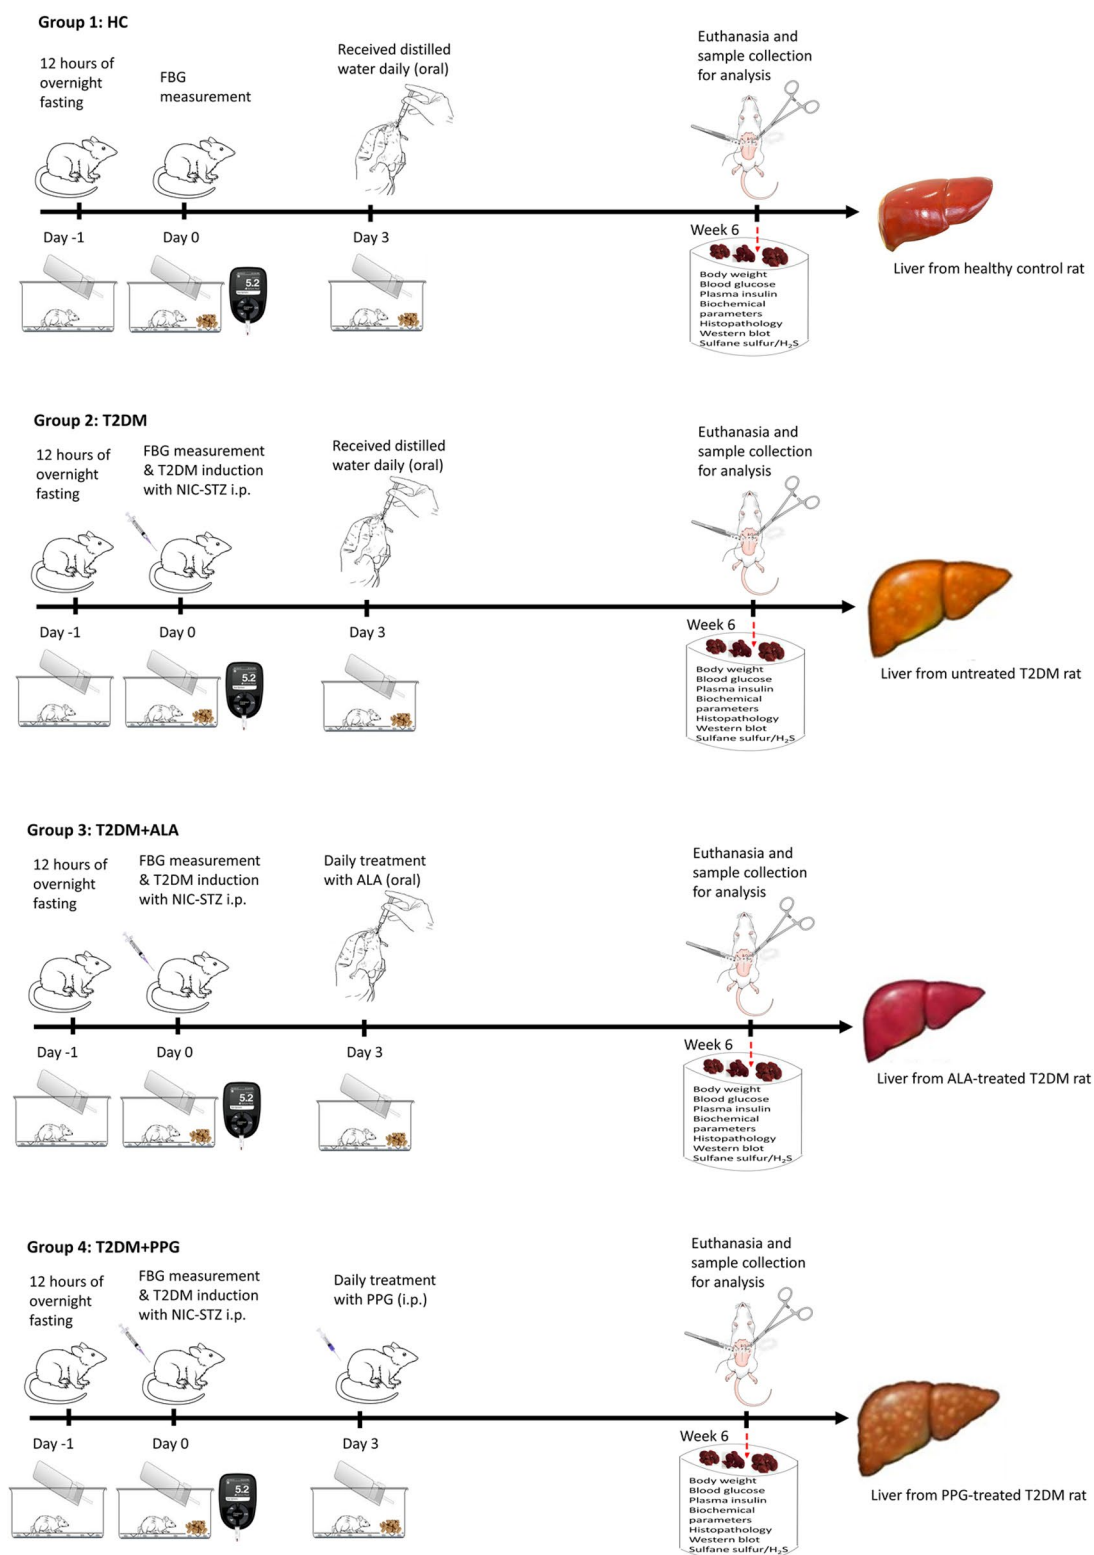 Group 1: HC
12 hours of
overnight
fasting
FBG
measurement
Received distilled
water daily (oral)
Euthanasia and
sample collection
for analysis
Day -1
Day 0
Day 3
Week 6
5.2
Body weight
Blood glucose
Plasma insulin
Biochemical
parameters
Histopathology
Western blot
Sulfane sulfur/H₂S
Liver from healthy control rat
Group 2: T2DM
12 hours of
overnight
fasting
FBG measurement
& T2DM induction
with NIC-STZ i.p.
Received distilled
water daily (oral)
Euthanasia and
sample collection
for analysis
Day -1
Day 0
Day 3
Week 6
5.2
Body weight
Blood glucose
Plasma insulin
Biochemical
parameters
Histopathology
Western blot
Sulfane sulfur/H₂S
Liver from untreated T2DM rat
Group 3: T2DM+ALA
12 hours of
overnight
fasting
FBG measurement
& T2DM induction
with NIC-STZ i.p.
Daily treatment
with ALA (oral)
Euthanasia and
sample collection
for analysis
Day -1
Day 0
Day 3
Week 6
5.2
Body weight
Blood glucose
Plasma insulin
Biochemical
parameters
Histopathology
Western blot
Sulfane sulfur/H₂S
Liver from ALA-treated T2DM rat
Group 4: T2DM+PPG
12 hours of
overnight
fasting
FBG measurement
& T2DM induction
with NIC-STZ i.p.
Daily treatment
with PPG (i.p.)
Euthanasia and
sample collection
for analysis
Day -1
Day 0
Day 3
Week 6
5.2
Body weight
Blood glucose
Plasma insulin
Biochemical
parameters
Histopathology
Western blot
Sulfane sulfur/H₂S
Liver from PPG-treated T2DM rat